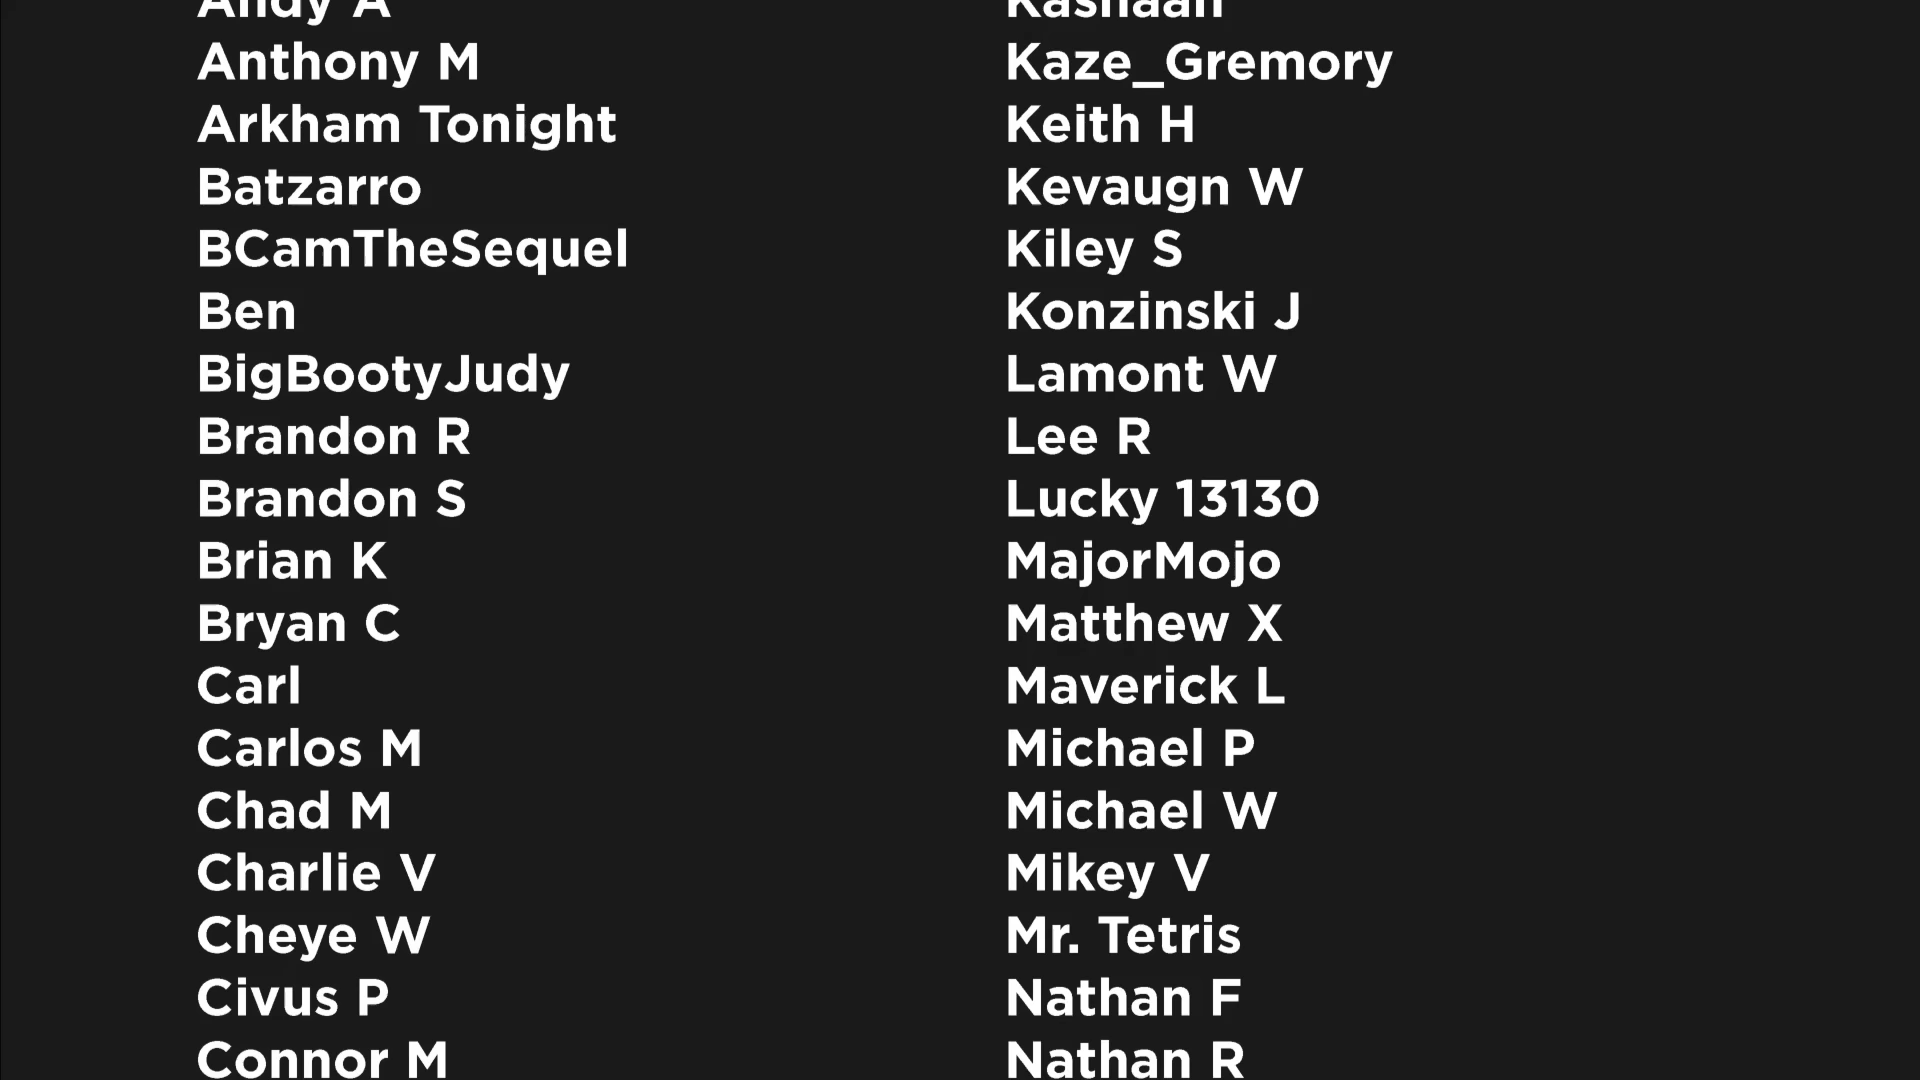 Andy A
Anthony M
Arkham Tonight
Batzarro
BCamTheSequel
Ben
BigBootyJudy
Brandon R
Brandon S
Brian K
Bryan C
Carl
Carlos M
Chad M
Charlie V
Cheye W
Civus P
Connor M
Kaze_Gremory
Keith H
Kevaugn W
Kiley S
Konzinski J
Lamont W
Lee R
Lucky 13130
MajorMojo
Matthew X
Maverick L
Michael P
Michael W
Mikey V
Mr. Tetris
Nathan F
Nathan R